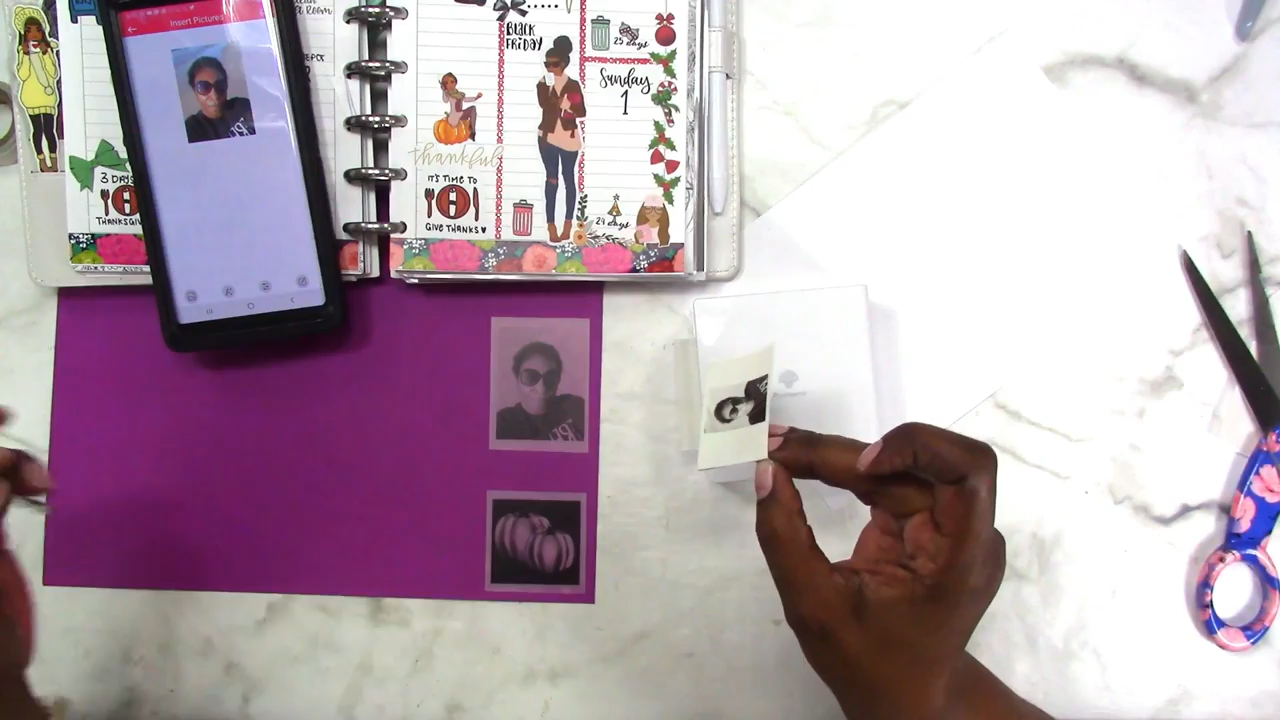 Insert Pictures
BLACK
FRIDAY
25 days
Sunday
1
thankful
3 DAYS
THANKSGIV
IT'S TIME TO
GIVE THANKS
24 days